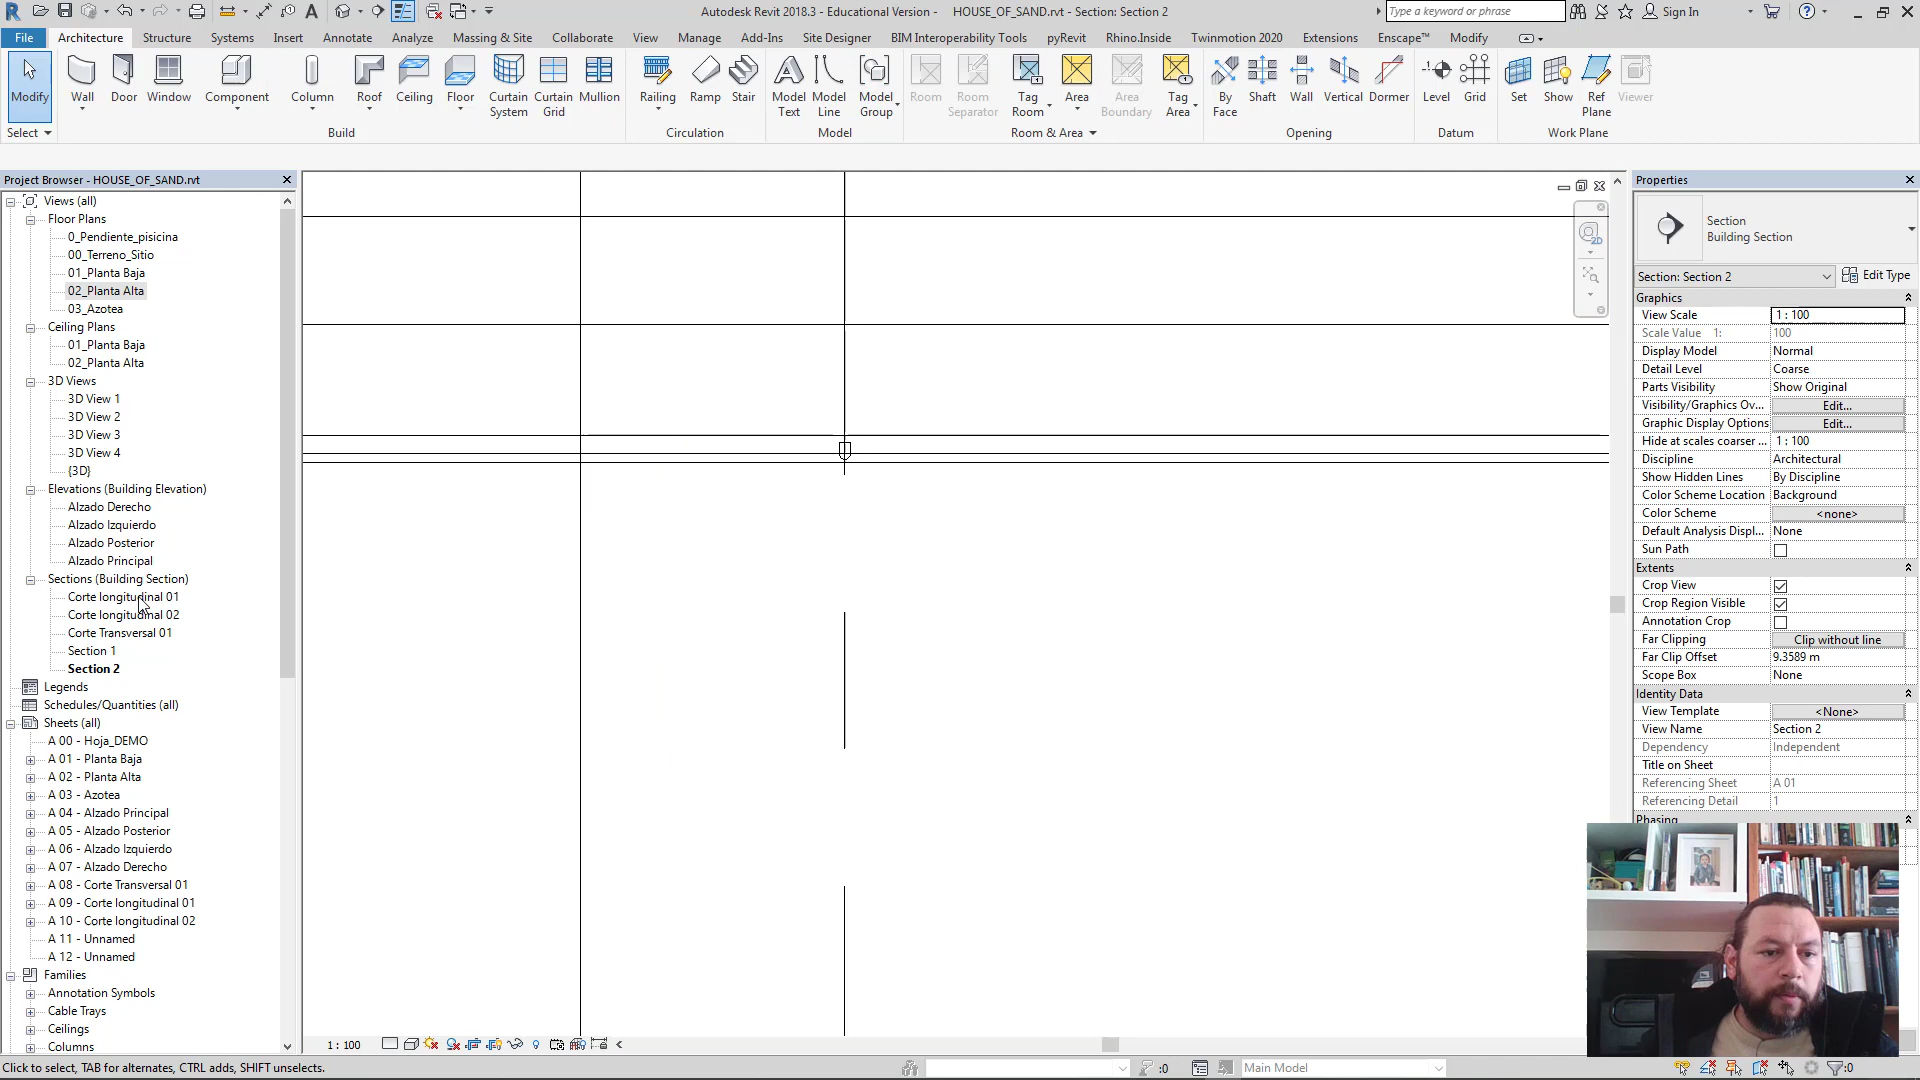 Autodesk Revit 2018.3 - Educational Version - HOUSE_OF_SAND.rvt - Section: Section 2
Type a keyword or phrase
Sign In
File Architecture Structure Systems Insert Annotate Analyze Massing & Site Collaborate View Manage Add-Ins Site Designer BIM Interoperability Tools pyRevit Rhino.Inside Twinmotion 2020 Extensions Enscape™ Modify
Modify Wall Door Window Component Column Roof Ceiling Floor Curtain System Curtain Grid Mullion Railing Ramp Stair Model Text Model Line Model Group Room Room Separator Tag Room Area Area Boundary Tag Area By Face Shaft Wall Vertical Dormer Level Grid Set Show Ref Plane Viewer
Select Build Circulation Model Room & Area Opening Datum Work Plane
Project Browser - HOUSE_OF_SAND.rvt
Views (all)
Floor Plans
0_Pendiente_pisicina
00_Terreno_Sitio
01_Planta Baja
02_Planta Alta
03_Azotea
Ceiling Plans
01_Planta Baja
02_Planta Alta
3D Views
3D View 1
3D View 2
3D View 3
3D View 4
{3D}
Elevations (Building Elevation)
Alzado Derecho
Alzado Izquierdo
Alzado Posterior
Alzado Principal
Sections (Building Section)
Corte longitudinal 01
Corte longitudinal 02
Corte Transversal 01
Section 1
Section 2
Legends
Schedules/Quantities (all)
Sheets (all)
A 00 - Hoja_DEMO
A 01 - Planta Baja
A 02 - Planta Alta
A 03 - Azotea
A 04 - Alzado Principal
A 05 - Alzado Posterior
A 06 - Alzado Izquierdo
A 07 - Alzado Derecho
A 08 - Corte Transversal 01
A 09 - Corte longitudinal 01
A 10 - Corte longitudinal 02
A 11 - Unnamed
A 12 - Unnamed
Families
Annotation Symbols
Cable Trays
Ceilings
Columns
2D
Properties
Section
Building Section
Section: Section 2 Edit Type
Graphics
View Scale 1 : 100
Scale Value 1: 100
Display Model Normal
Detail Level Coarse
Parts Visibility Show Original
Visibility/Graphics Ov... Edit...
Graphic Display Options Edit...
Hide at scales coarser ... 1 : 100
Discipline Architectural
Show Hidden Lines By Discipline
Color Scheme Location Background
Color Scheme <none>
Default Analysis Displ... None
Sun Path
Extents
Crop View
Crop Region Visible
Annotation Crop
Far Clipping Clip without line
Far Clip Offset 9.3589 m
Scope Box None
Identity Data
View Template <None>
View Name Section 2
Dependency Independent
Title on Sheet
Referencing Sheet A 01
Referencing Detail 1
Phasing
1 : 100
Click to select, TAB for alternates, CTRL adds, SHIFT unselects.
:0
Main Model
:0